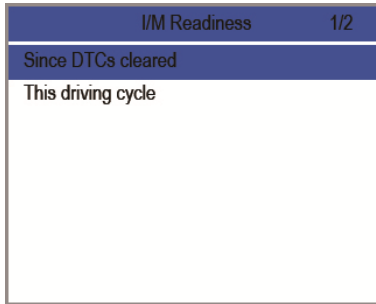 I/M Readiness 1/2
Since DTCs cleared
This driving cycle